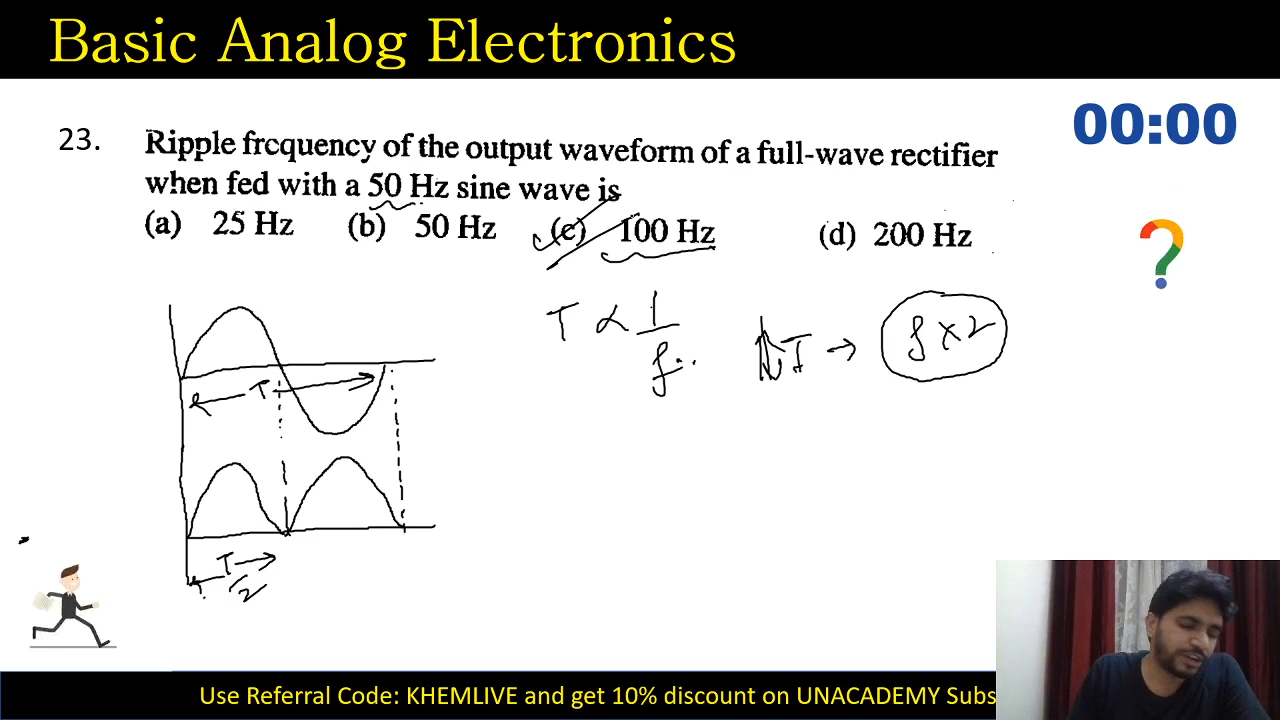 Basic Analog Electronics
00:00
23. Ripple frequency of the output waveform of a full-wave rectifier
when fed with a 50 Hz sine wave is
(a) 25 Hz (b) 50 Hz (c) 100 Hz (d) 200 Hz
?
T ∝ 1/f
T → f×2
T
T/2
Use Referral Code: KHEMLIVE and get 10% discount on UNACADEMY Subs